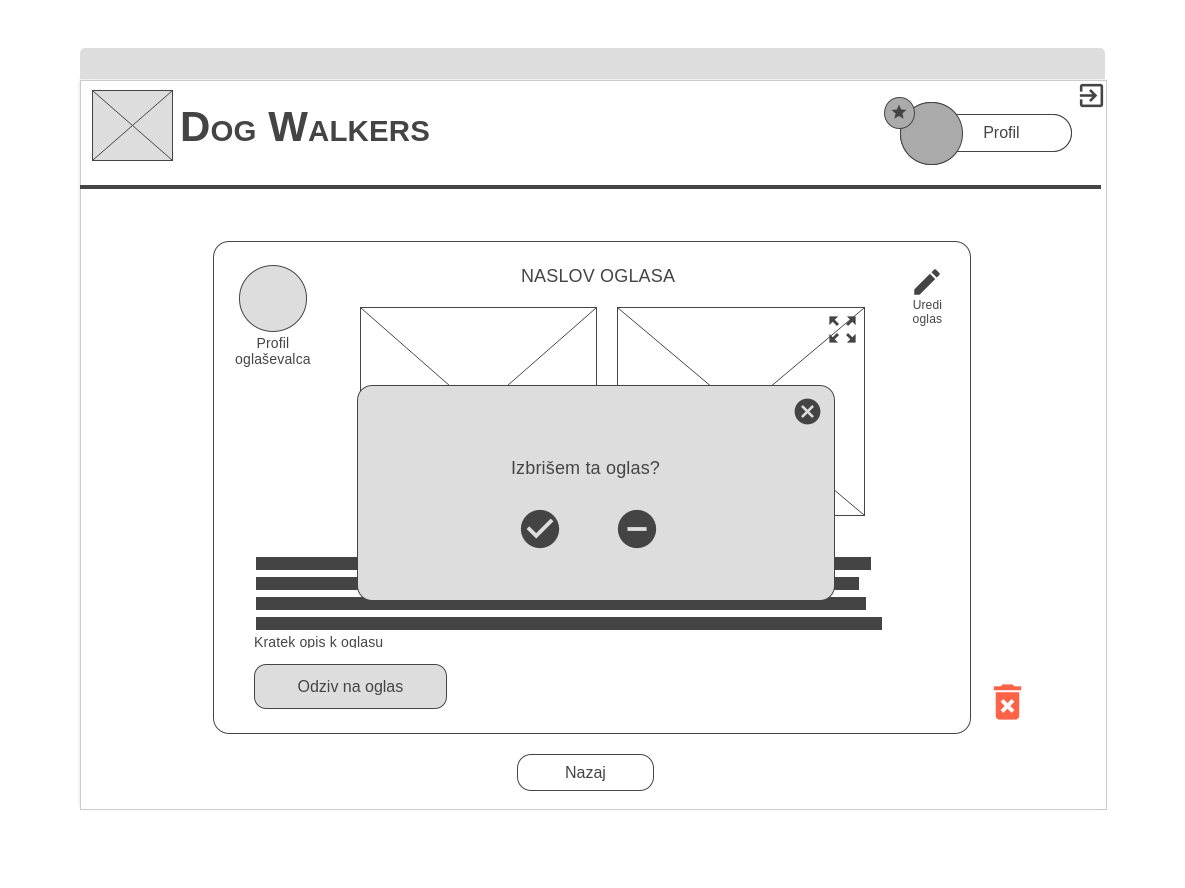 Dog Walkers
Profil
NASLOV OGLASA
Uredi
oglas
Profil
oglaševalca
Izbrišem ta oglas?
Kratek opis k oglasu
Odziv na oglas
Nazaj